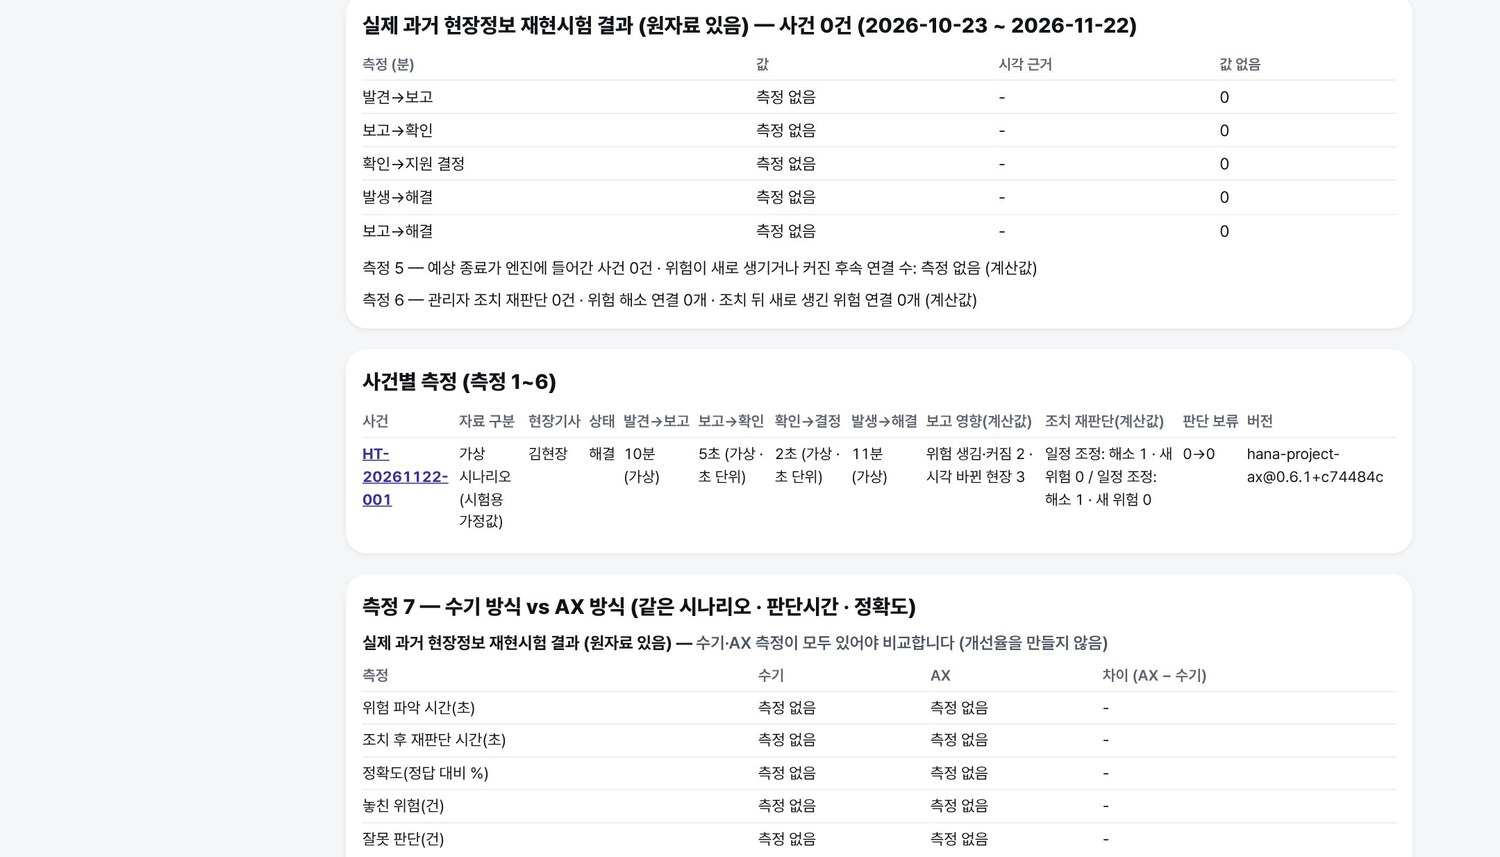 실제 과거 현장정보 재현시험 결과 (원자료 있음) — 사건 0건 (2026-10-23 ~ 2026-11-22)
측정 (분) 값 시각 근거 값 없음
발견→보고 측정 없음 - 0
보고→확인 측정 없음 - 0
확인→지원 결정 측정 없음 - 0
발생→해결 측정 없음 - 0
보고→해결 측정 없음 - 0
측정 5 — 예상 종료가 엔진에 들어간 사건 0건 · 위험이 새로 생기거나 커진 후속 연결 수: 측정 없음 (계산값)
측정 6 — 관리자 조치 재판단 0건 · 위험 해소 연결 0개 · 조치 뒤 새로 생긴 위험 연결 0개 (계산값)
사건별 측정 (측정 1~6)
사건 자료 구분 현장기사 상태 발견→보고 보고→확인 확인→결정 발생→해결 보고 영향(계산값) 조치 재판단(계산값) 판단 보류 버전
HT- 가상 김현장 해결 10분 5초 (가상 · 2초 (가상 · 11분 위험 생김·커짐 2 · 일정 조정: 해소 1 · 새 0→0 hana-project-
20261122- 시나리오 (가상) 초 단위) 초 단위) (가상) 시각 바뀐 현장 3 위험 0 / 일정 조정: ax@0.6.1+c74484c
001 (시험용 해소 1 · 새 위험 0
가정값)
측정 7 — 수기 방식 vs AX 방식 (같은 시나리오 · 판단시간 · 정확도)
실제 과거 현장정보 재현시험 결과 (원자료 있음) — 수기·AX 측정이 모두 있어야 비교합니다 (개선율을 만들지 않음)
측정 수기 AX 차이 (AX − 수기)
위험 파악 시간(초) 측정 없음 측정 없음 -
조치 후 재판단 시간(초) 측정 없음 측정 없음 -
정확도(정답 대비 %) 측정 없음 측정 없음 -
놓친 위험(건) 측정 없음 측정 없음 -
잘못 판단(건) 측정 없음 측정 없음 -